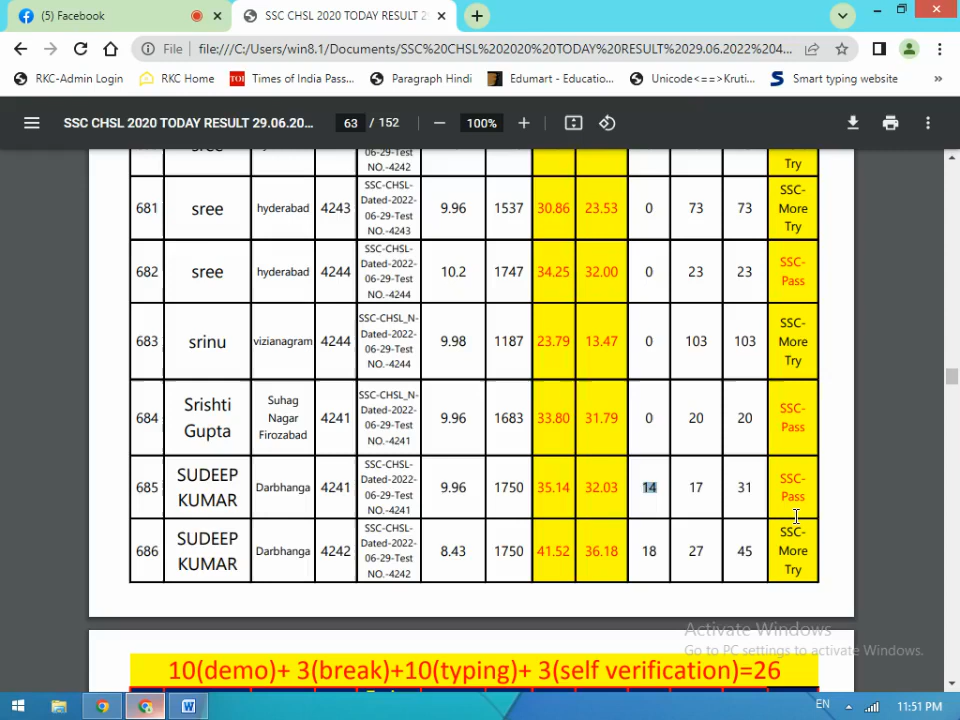 (5) Facebook
SSC CHSL 2020 TODAY RESULT
File
file:///C:/Users/win8.1/Documents/SSC%20CHSL%202020%20TODAY%20RESULT%2029.06.2022%204...
RKC-Admin Login
RKC Home
Times of India Pass...
Paragraph Hindi
Edumart - Educatio...
Unicode<==>Kruti...
Smart typing website
»
SSC CHSL 2020 TODAY RESULT 29.06.20...
63 / 152
100%
06-29-Test
NO.-4242
Try
681 sree hyderabad 4243 SSC-CHSL-Dated-2022-06-29-Test NO.-4243 9.96 1537 30.86 23.53 0 73 73 SSC-More Try
682 sree hyderabad 4244 SSC-CHSL-Dated-2022-06-29-Test NO.-4244 10.2 1747 34.25 32.00 0 23 23 SSC-Pass
683 srinu vizianagram 4244 SSC-CHSL_N-Dated-2022-06-29-Test NO.-4244 9.98 1187 23.79 13.47 0 103 103 SSC-More Try
684 Srishti Gupta Suhag Nagar Firozabad 4241 SSC-CHSL_N-Dated-2022-06-29-Test NO.-4241 9.96 1683 33.80 31.79 0 20 20 SSC-Pass
685 SUDEEP KUMAR Darbhanga 4241 SSC-CHSL-Dated-2022-06-29-Test NO.-4241 9.96 1750 35.14 32.03 14 17 31 SSC-Pass
686 SUDEEP KUMAR Darbhanga 4242 SSC-CHSL-Dated-2022-06-29-Test NO.-4242 8.43 1750 41.52 36.18 18 27 45 SSC-More Try
Activate Windows
Go to PC settings to activate Windows.
10(demo)+ 3(break)+10(typing)+ 3(self verification)=26
EN
11:51 PM